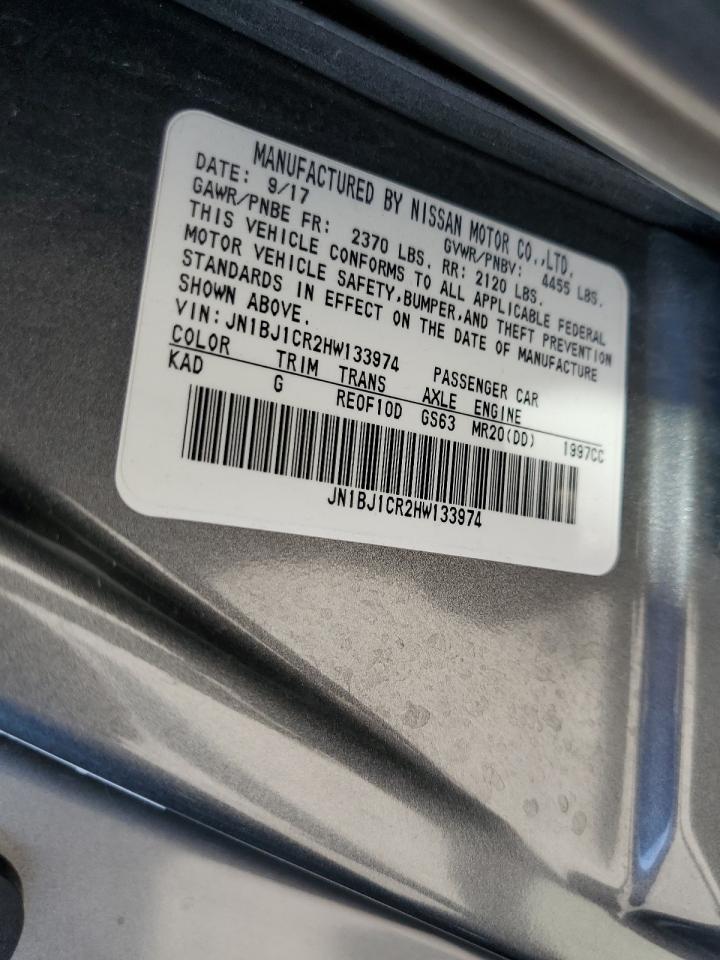 MANUFACTURED BY NISSAN MOTOR CO.,LTD.
DATE: 9/17 GVWR/PNBV: 4455 LBS.
GAWR/PNBE FR: 2370 LBS. RR: 2120 LBS.
THIS VEHICLE CONFORMS TO ALL APPLICABLE FEDERAL
MOTOR VEHICLE SAFETY,BUMPER,AND THEFT PREVENTION
STANDARDS IN EFFECT ON THE DATE OF MANUFACTURE
SHOWN ABOVE.
VIN: JN1BJ1CR2HW133974 PASSENGER CAR
COLOR TRIM TRANS AXLE ENGINE
KAD G RE0F10D GS63 MR20(DD) 1997CC
JN1BJ1CR2HW133974